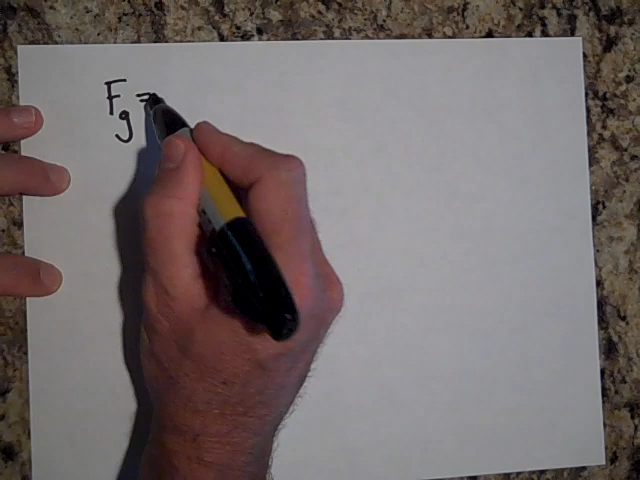 Fg =